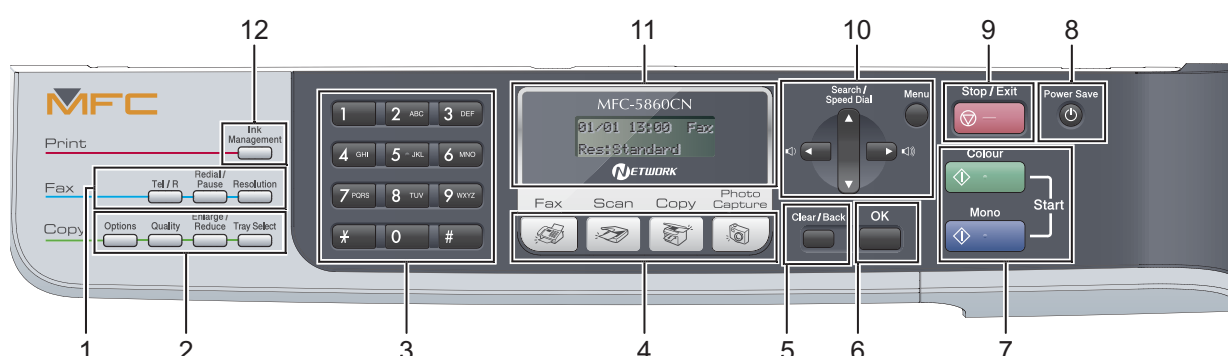 12
11
10
9
8
MFC
Print
Ink
Management
Fax
Tel / R
Redial /
Pause
Resolution
Copy
Options
Quality
Enlarge /
Reduce
Tray Select
1
2 ABC
3 DEF
4 GHI
5 JKL
6 MNO
7 PQRS
8 TUV
9 WXYZ
* 0 #
MFC-5860CN
01/01 13:00 Fax
Res:Standard
NETWORK
Fax
Scan
Copy
Photo
Capture
Search /
Speed Dial
Menu
Clear / Back
OK
Stop / Exit
Power Save
Colour
Mono
Start
1
2
3
4
5
6
7